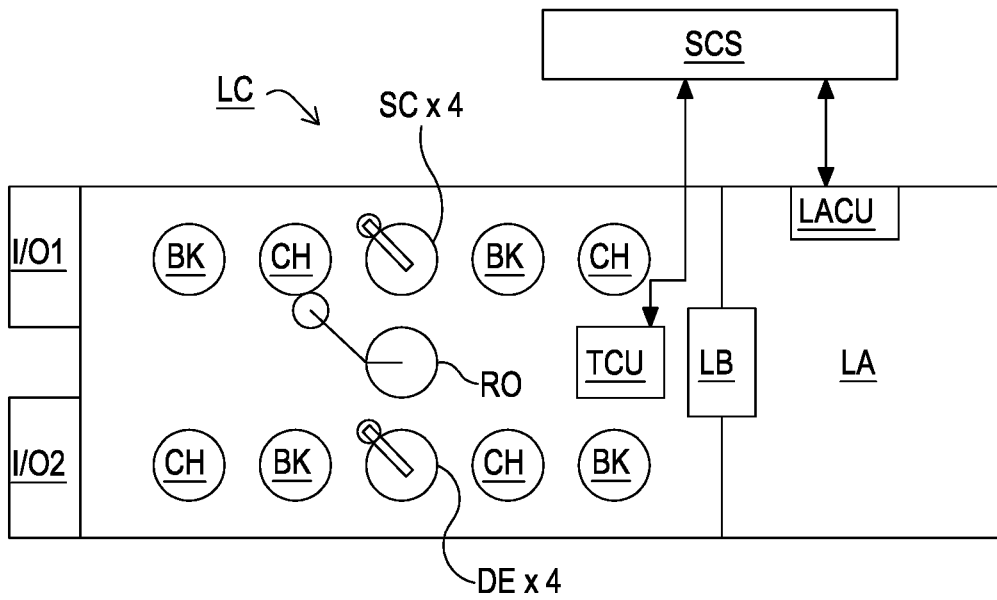 SCS
LC
SC x 4
I/O1
BK
CH
BK
CH
LACU
RO
TCU
LB
LA
I/O2
CH
BK
CH
BK
DE x 4